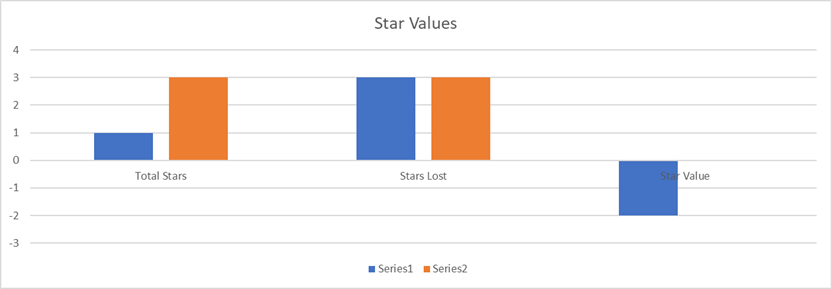 Star Values
4
3
2
1
0
-1
-2
-3
Total Stars
Stars Lost
Star Value
Series1
Series2